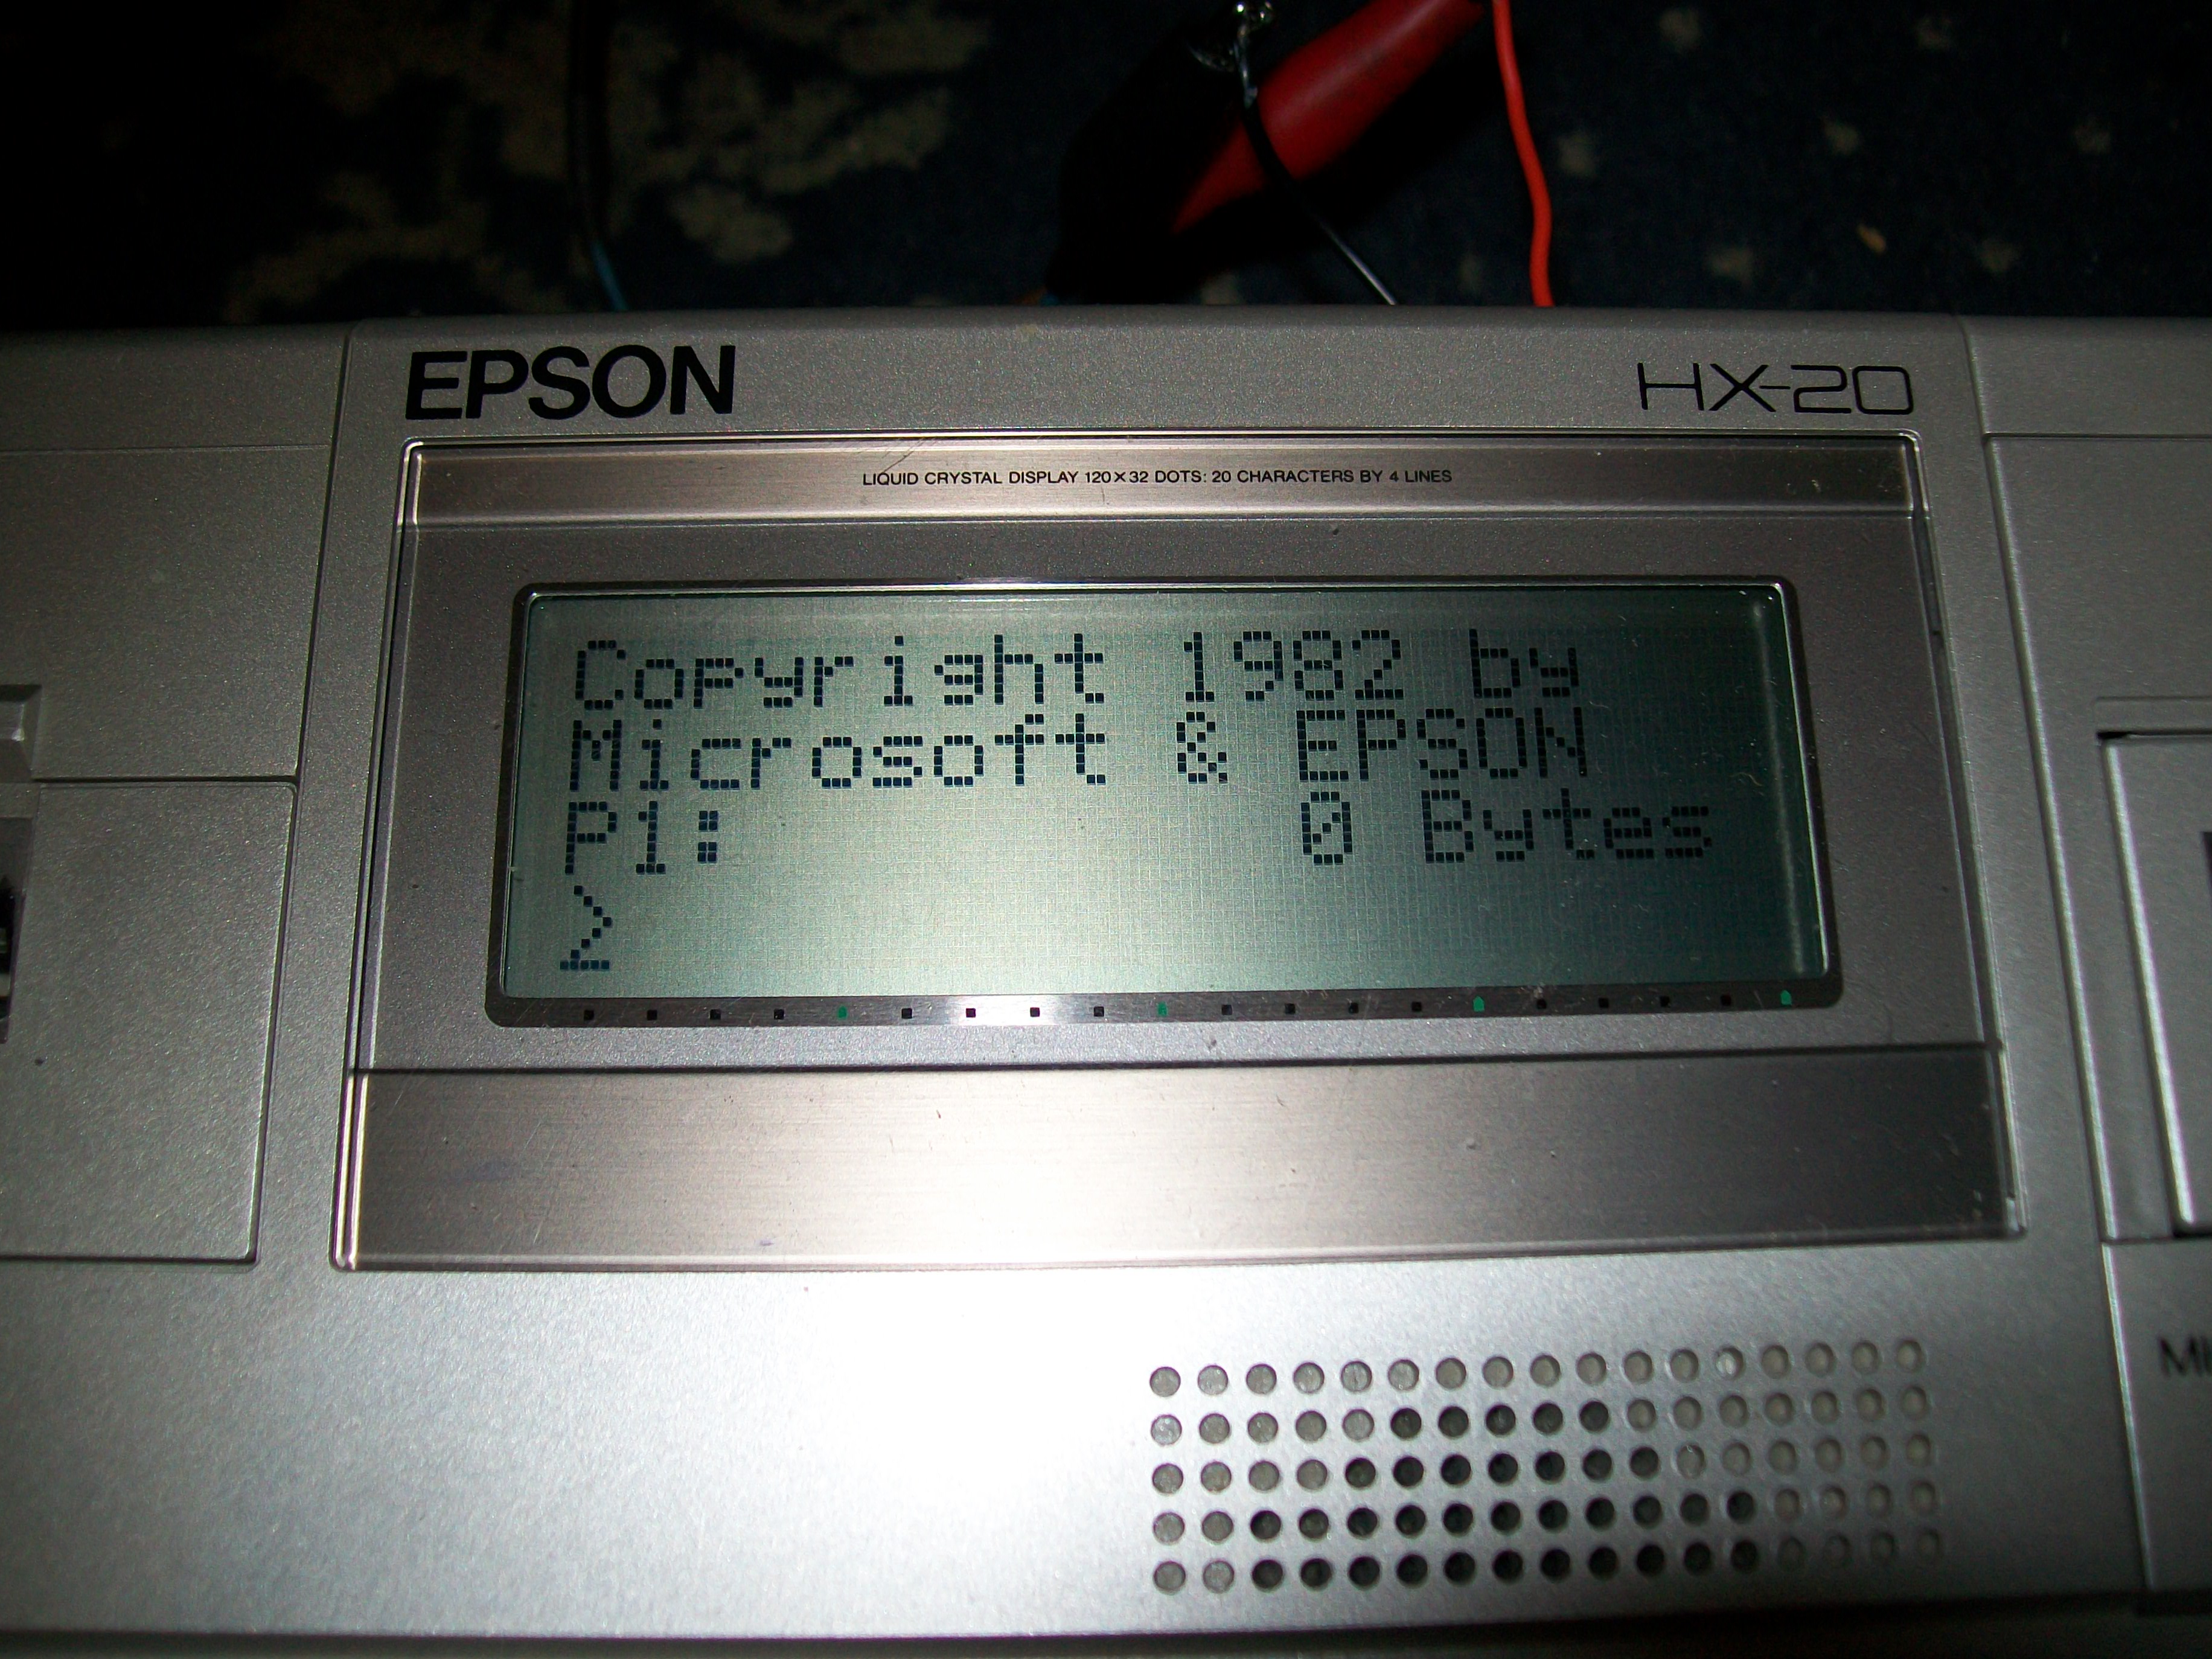 EPSON HX-20
LIQUID CRYSTAL DISPLAY 120×32 DOTS: 20 CHARACTERS BY 4 LINES
Copyright 1982 by
Microsoft & EPSON
P1: 0 Bytes
>